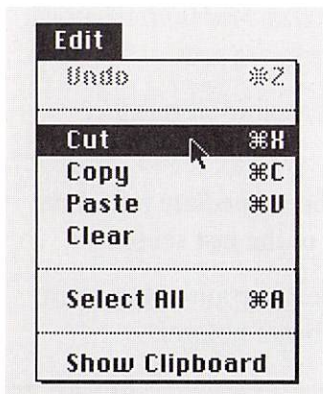 Edit
Undo ⌘Z
Cut ⌘X
Copy ⌘C
Paste ⌘V
Clear
Select All ⌘A
Show Clipboard